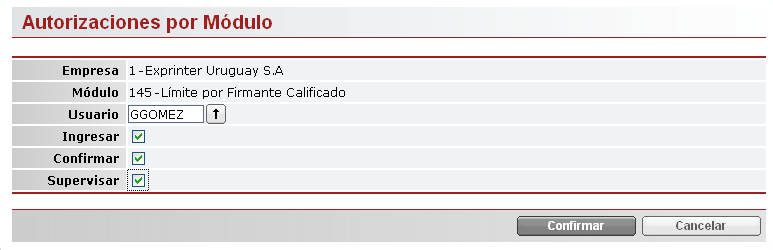 Autorizaciones por Módulo
Empresa 1-Exprinter Uruguay S.A
Módulo 145-Límite por Firmante Calificado
Usuario GGOMEZ
Ingresar
Confirmar
Supervisar
Confirmar Cancelar